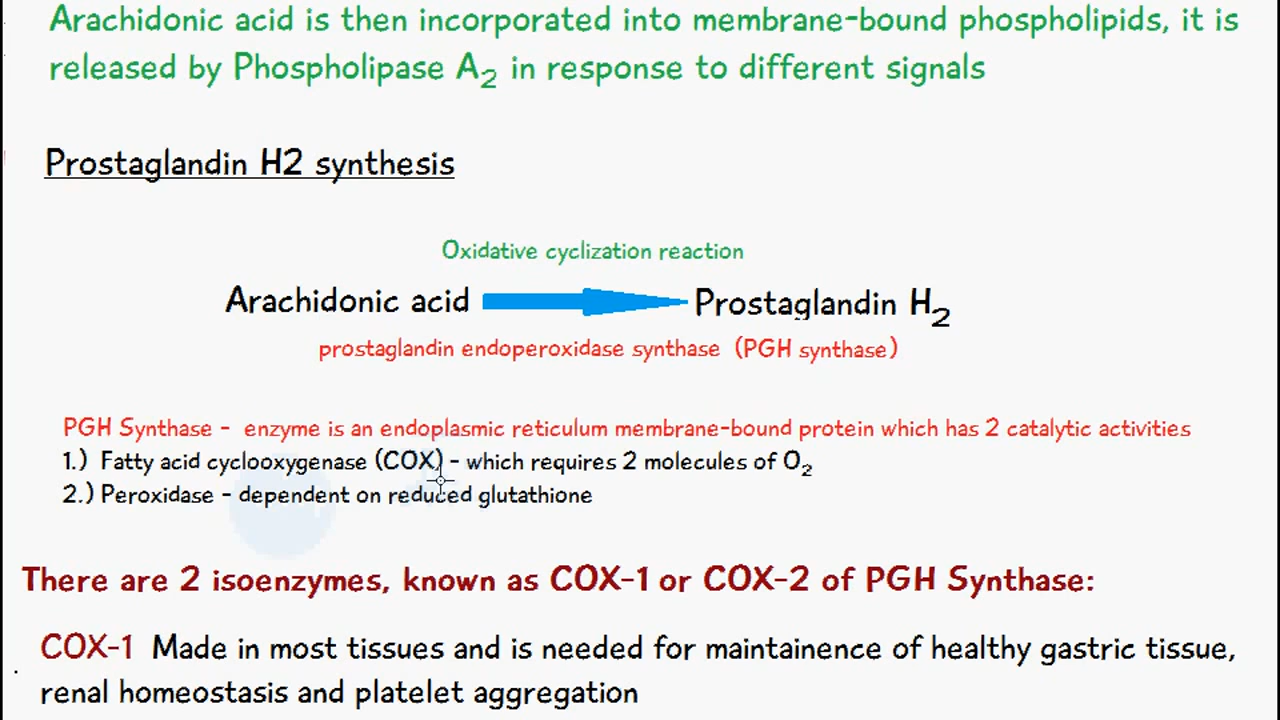 Arachidonic acid is then incorporated into membrane-bound phospholipids, it is
released by Phospholipase A₂ in response to different signals
Prostaglandin H2 synthesis
Oxidative cyclization reaction
Arachidonic acid Prostaglandin H₂
prostaglandin endoperoxidase synthase (PGH synthase)
PGH Synthase - enzyme is an endoplasmic reticulum membrane-bound protein which has 2 catalytic activities
1.) Fatty acid cyclooxygenase (COX) - which requires 2 molecules of O₂
2.) Peroxidase - dependent on reduced glutathione
There are 2 isoenzymes, known as COX-1 or COX-2 of PGH Synthase:
COX-1 Made in most tissues and is needed for maintainence of healthy gastric tissue,
renal homeostasis and platelet aggregation